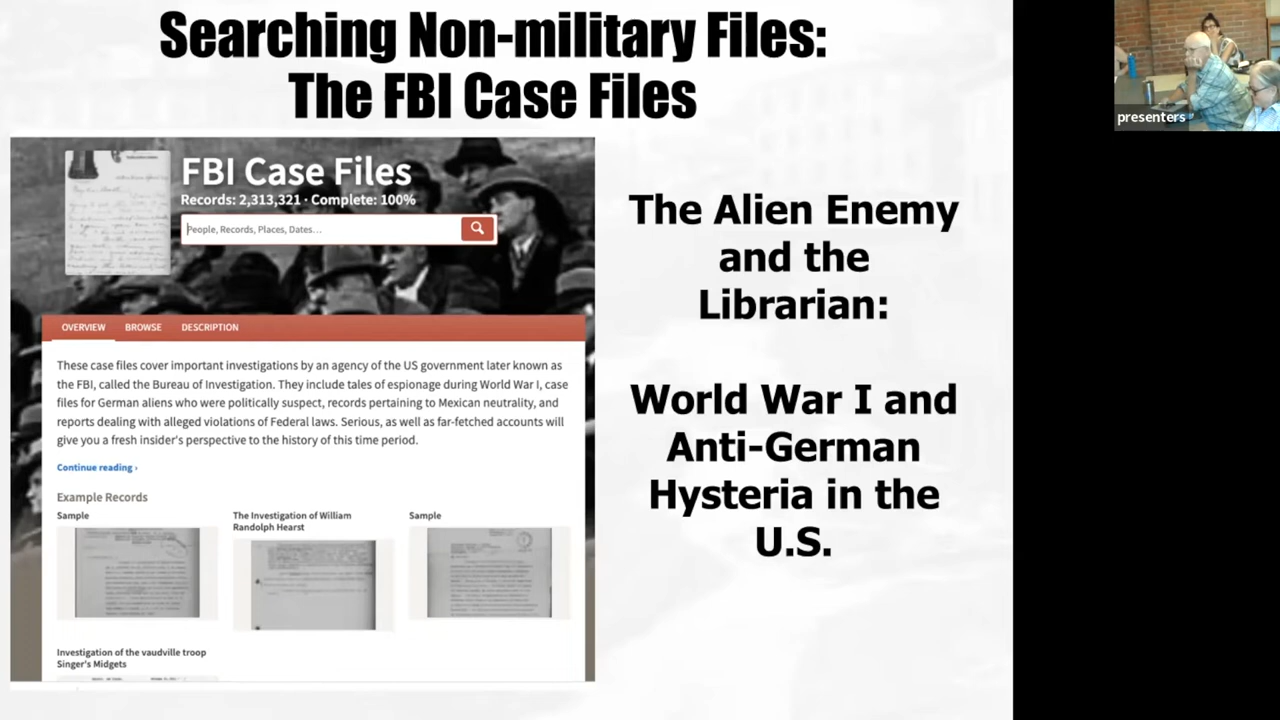 Searching Non-military Files:
The FBI Case Files
FBI Case Files
Records: 2,313,321 · Complete: 100%
People, Records, Places, Dates...
OVERVIEW BROWSE DESCRIPTION
These case files cover important investigations by an agency of the US government later known as
the FBI, called the Bureau of Investigation. They include tales of espionage during World War I, case
files for German aliens who were politically suspect, records pertaining to Mexican neutrality, and
reports dealing with alleged violations of Federal laws. Serious, as well as far-fetched accounts will
give you a fresh insider's perspective to the history of this time period.
Continue reading ›
Example Records
Sample
The Investigation of William
Randolph Hearst
Sample
Investigation of the vaudville troop
Singer's Midgets
The Alien Enemy
and the
Librarian:
World War I and
Anti-German
Hysteria in the
U.S.
presenters